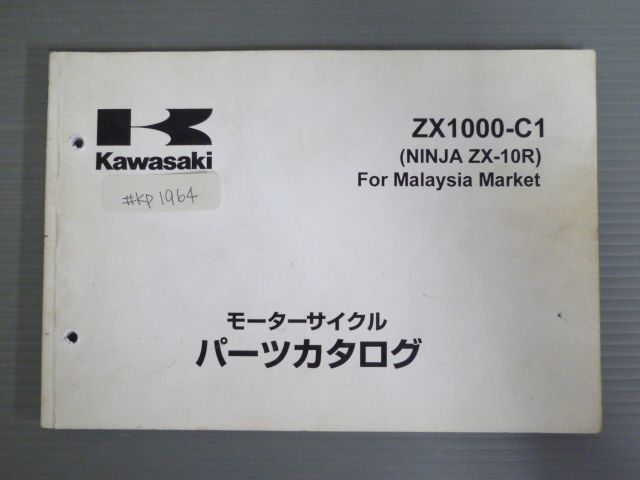 ZX1000-C1
(NINJA ZX-10R)
For Malaysia Market
Kawasaki
#KP1964
モーターサイクル
パーツカタログ